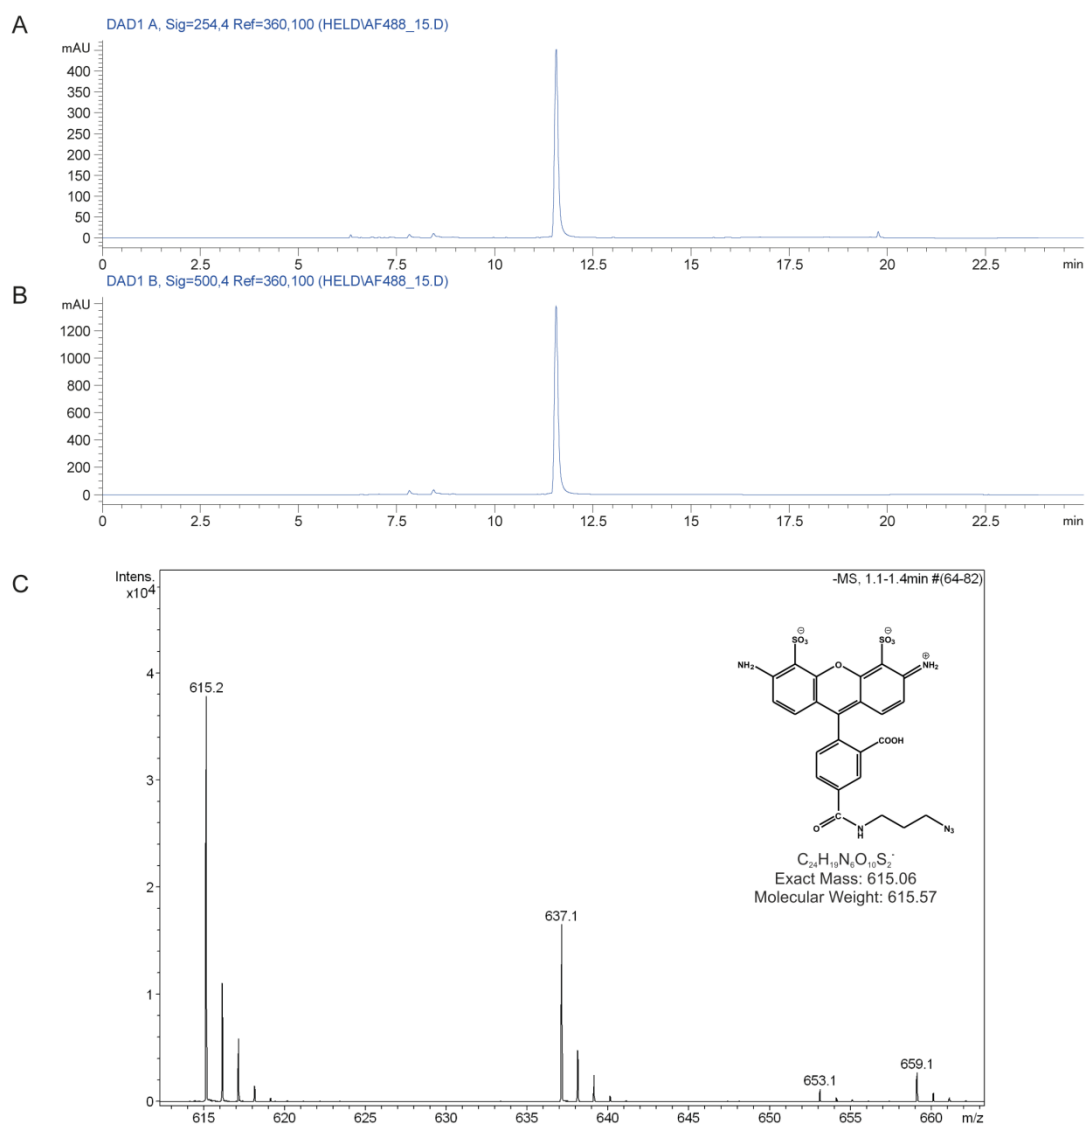 A
DAD1 A, Sig=254,4 Ref=360,100 (HELD\AF488_15.D)
mAU
400
350
300
250
200
150
100
50
0
0 2.5 5 7.5 10 12.5 15 17.5 20 22.5 min
B
DAD1 B, Sig=500,4 Ref=360,100 (HELD\AF488_15.D)
mAU
1200
1000
800
600
400
200
0
0 2.5 5 7.5 10 12.5 15 17.5 20 22.5 min
C
Intens.
x10⁴
-MS, 1.1-1.4min #(64-82)
4
3
2
1
0
615.2
637.1
653.1
659.1
615 620 625 630 635 640 645 650 655 660 m/z
⊖ ⊖
SO₃ SO₃
⊕
NH₂ O NH₂
COOH
O C N H N₃
C₂₄H₁₉N₆O₁₀S₂⁻
Exact Mass: 615.06
Molecular Weight: 615.57